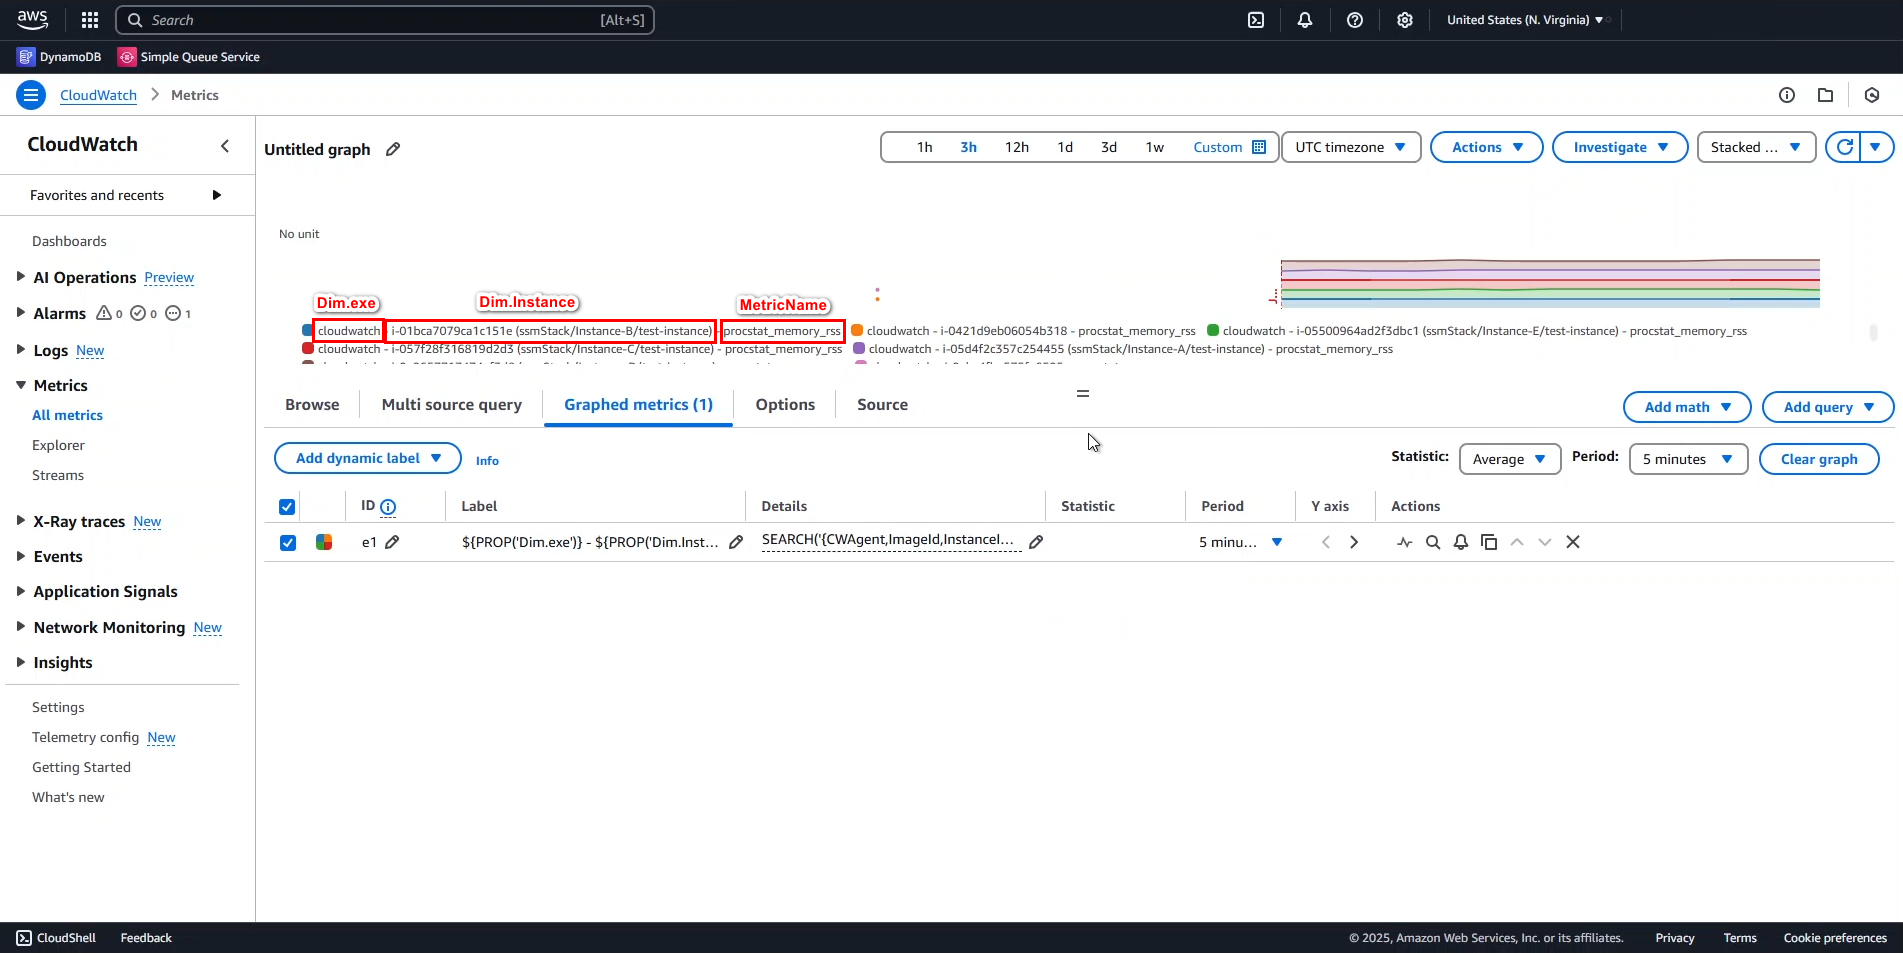 aws
Search [Alt+S]
United States (N. Virginia)
DynamoDB Simple Queue Service
CloudWatch Metrics
CloudWatch
Favorites and recents
Dashboards
AI Operations Preview
Alarms 0 0 1
Logs New
Metrics
All metrics
Explorer
Streams
X-Ray traces New
Events
Application Signals
Network Monitoring New
Insights
Settings
Telemetry config New
Getting Started
What's new
Untitled graph
1h 3h 12h 1d 3d 1w Custom UTC timezone Actions Investigate Stacked ...
No unit
Dim.exe Dim.Instance MetricName
cloudwatch - i-01bca7079ca1c151e (ssmStack/Instance-B/test-instance) - procstat_memory_rss cloudwatch - i-0421d9eb06054b318 - procstat_memory_rss cloudwatch - i-05500964ad2f3dbc1 (ssmStack/Instance-E/test-instance) - procstat_memory_rss
cloudwatch - i-057f28f316819d2d3 (ssmStack/Instance-C/test-instance) - procstat_memory_rss cloudwatch - i-05d4f2c357c254455 (ssmStack/Instance-A/test-instance) - procstat_memory_rss
Browse Multi source query Graphed metrics (1) Options Source Add math Add query
Add dynamic label Info Statistic: Average Period: 5 minutes Clear graph
ID Label Details Statistic Period Y axis Actions
e1 ${PROP('Dim.exe')} - ${PROP('Dim.Inst... SEARCH('{CWAgent,ImageId,InstanceI... 5 minu...
CloudShell Feedback © 2025, Amazon Web Services, Inc. or its affiliates. Privacy Terms Cookie preferences